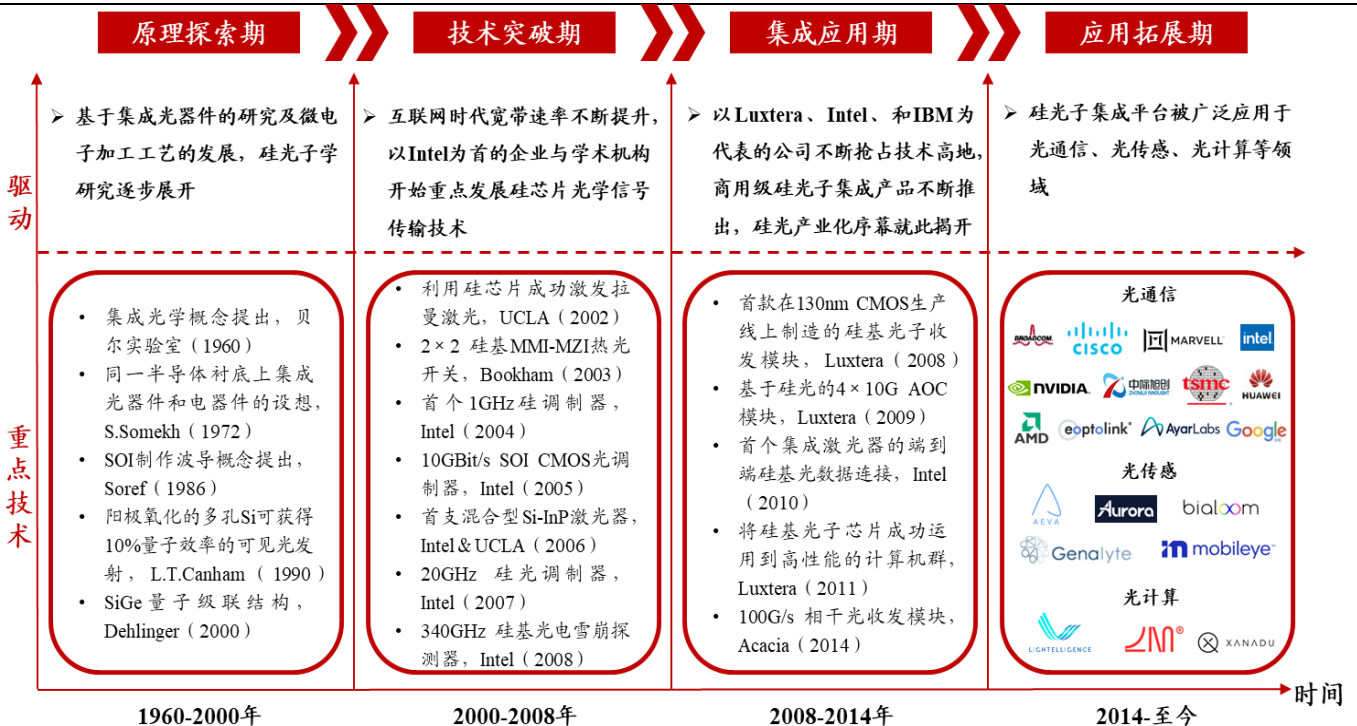 原理探索期
技术突破期
集成应用期
应用拓展期
驱动
➢ 基于集成光器件的研究及微电
子加工工艺的发展，硅光子学
研究逐步展开
➢ 互联网时代宽带速率不断提升，
以Intel为首的企业与学术机构
开始重点发展硅芯片光学信号
传输技术
➢ 以Luxtera、Intel、和IBM为
代表的公司不断抢占技术高地，
商用级硅光子集成产品不断推
出，硅光产业化序幕就此揭开
➢ 硅光子集成平台被广泛应用于
光通信、光传感、光计算等领
域
重点技术
• 集成光学概念提出，贝
尔实验室（1960）
• 同一半导体衬底上集成
光器件和电器件的设想，
S.Somekh（1972）
• SOI制作波导概念提出，
Soref（1986）
• 阳极氧化的多孔Si可获得
10%量子效率的可见光发
射，L.T.Canham （1990）
• SiGe量子级联结构，
Dehlinger（2000）
• 利用硅芯片成功激发拉
曼激光，UCLA（2002）
• 2×2 硅基MMI-MZI热光
开关，Bookham（2003）
• 首个1GHz硅调制器，
Intel（2004）
• 10GBit/s SOI CMOS光调
制器，Intel（2005）
• 首支混合型Si-InP激光器，
Intel&UCLA（2006）
• 20GHz 硅光调制器，
Intel（2007）
• 340GHz 硅基光电雪崩探
测器，Intel（2008）
• 首款在130nm CMOS生产
线上制造的硅基光子收
发模块，Luxtera（2008）
• 基于硅光的4×10G AOC
模块，Luxtera（2009）
• 首个集成激光器的端到
端硅基光数据连接，Intel
（2010）
• 将硅基光子芯片成功运
用到高性能的计算机群，
Luxtera（2011）
• 100G/s 相干光收发模块，
Acacia（2014）
光通信
BROADCOM
CISCO
MARVELL
intel
NVIDIA
中际旭创
ZHONGJI INNOLIGHT
tsmc
HUAWEI
AMD
eoptolink
AyarLabs
Google
光传感
AEVA
Aurora
bialoom
Genalyte
mobileye
光计算
LIGHTELLIGENCE
XANADU
时间
1960-2000年
2000-2008年
2008-2014年
2014-至今